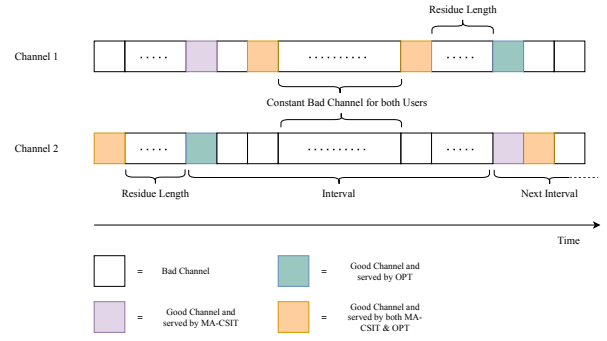 Residue Length
Channel 1
.....
..........
.....
Constant Bad Channel for both Users
Channel 2
.....
..........
.....
Residue Length
Interval
Next Interval
Time
= Bad Channel
= Good Channel and
served by OPT
= Good Channel and
served by MA-CSIT
= Good Channel and
served by both MA-
CSIT & OPT